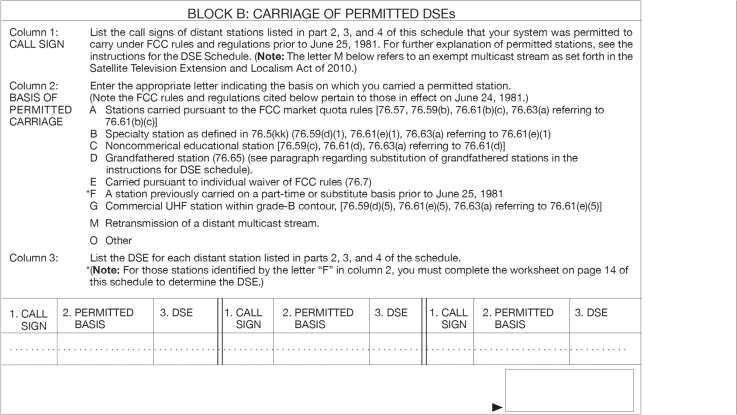 BLOCK B: CARRIAGE OF PERMITTED DSEs
Column 1: List the call signs of distant stations listed in part 2, 3, and 4 of this schedule that your system was permitted to
CALL SIGN carry under FCC rules and regulations prior to June 25, 1981. For further explanation of permitted stations, see the
instructions for the DSE Schedule. (Note: The letter M below refers to an exempt multicast stream as set forth in the
Satellite Television Extension and Localism Act of 2010.)
Column 2: Enter the appropriate letter indicating the basis on which you carried a permitted station.
BASIS OF (Note the FCC rules and regulations cited below pertain to those in effect on June 24, 1981.)
PERMITTED A Stations carried pursuant to the FCC market quota rules [76.57, 76.59(b), 76.61(b)(c), 76.63(a) referring to
CARRIAGE 76.61(b)(c)]
B Specialty station as defined in 76.5(kk) (76.59(d)(1), 76.61(e)(1), 76.63(a) referring to 76.61(e)(1)
C Noncommerical educational station [76.59(c), 76.61(d), 76.63(a) referring to 76.61(d)]
D Grandfathered station (76.65) (see paragraph regarding substitution of grandfathered stations in the
instructions for DSE schedule).
E Carried pursuant to individual waiver of FCC rules (76.7)
*F A station previously carried on a part-time or substitute basis prior to June 25, 1981
G Commercial UHF station within grade-B contour, [76.59(d)(5), 76.61(e)(5), 76.63(a) referring to 76.61(e)(5)]
M Retransmission of a distant multicast stream.
O Other
Column 3: List the DSE for each distant station listed in parts 2, 3, and 4 of the schedule.
*(Note: For those stations identified by the letter “F” in column 2, you must complete the worksheet on page 14 of
this schedule to determine the DSE.)
1. CALL SIGN
2. PERMITTED BASIS
3. DSE
1. CALL SIGN
2. PERMITTED BASIS
3. DSE
1. CALL SIGN
2. PERMITTED BASIS
3. DSE